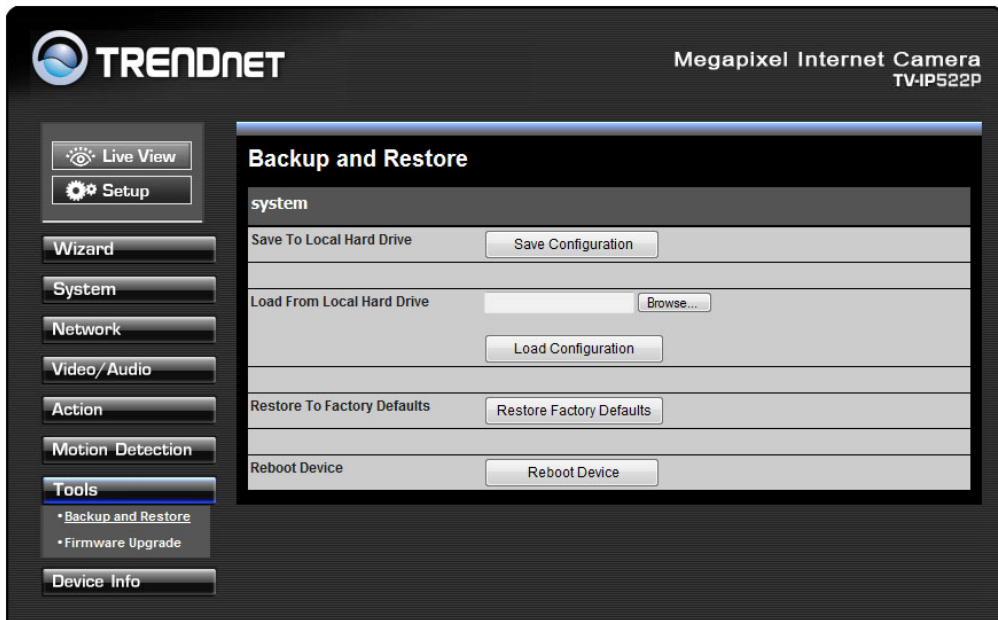 TRENDNET
Megapixel Internet Camera
TV-IP522P
Live View
Setup
Wizard
System
Network
Video/Audio
Action
Motion Detection
Tools
•Backup and Restore
•Firmware Upgrade
Device Info
Backup and Restore
system
Save To Local Hard Drive
Save Configuration
Load From Local Hard Drive
Browse...
Load Configuration
Restore To Factory Defaults
Restore Factory Defaults
Reboot Device
Reboot Device